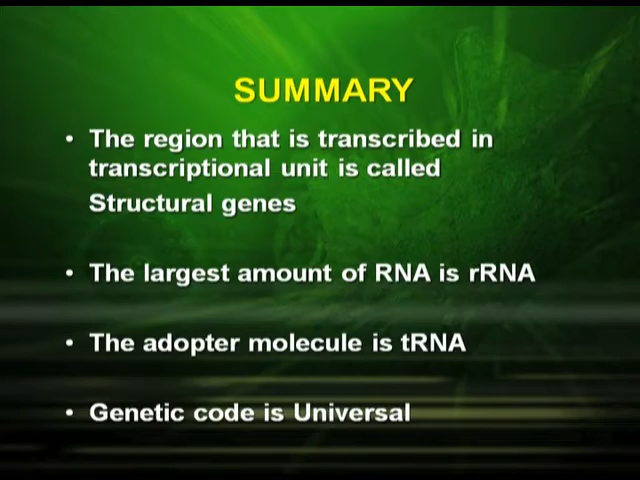 SUMMARY
• The region that is transcribed in
transcriptional unit is called
Structural genes
• The largest amount of RNA is rRNA
• The adopter molecule is tRNA
• Genetic code is Universal